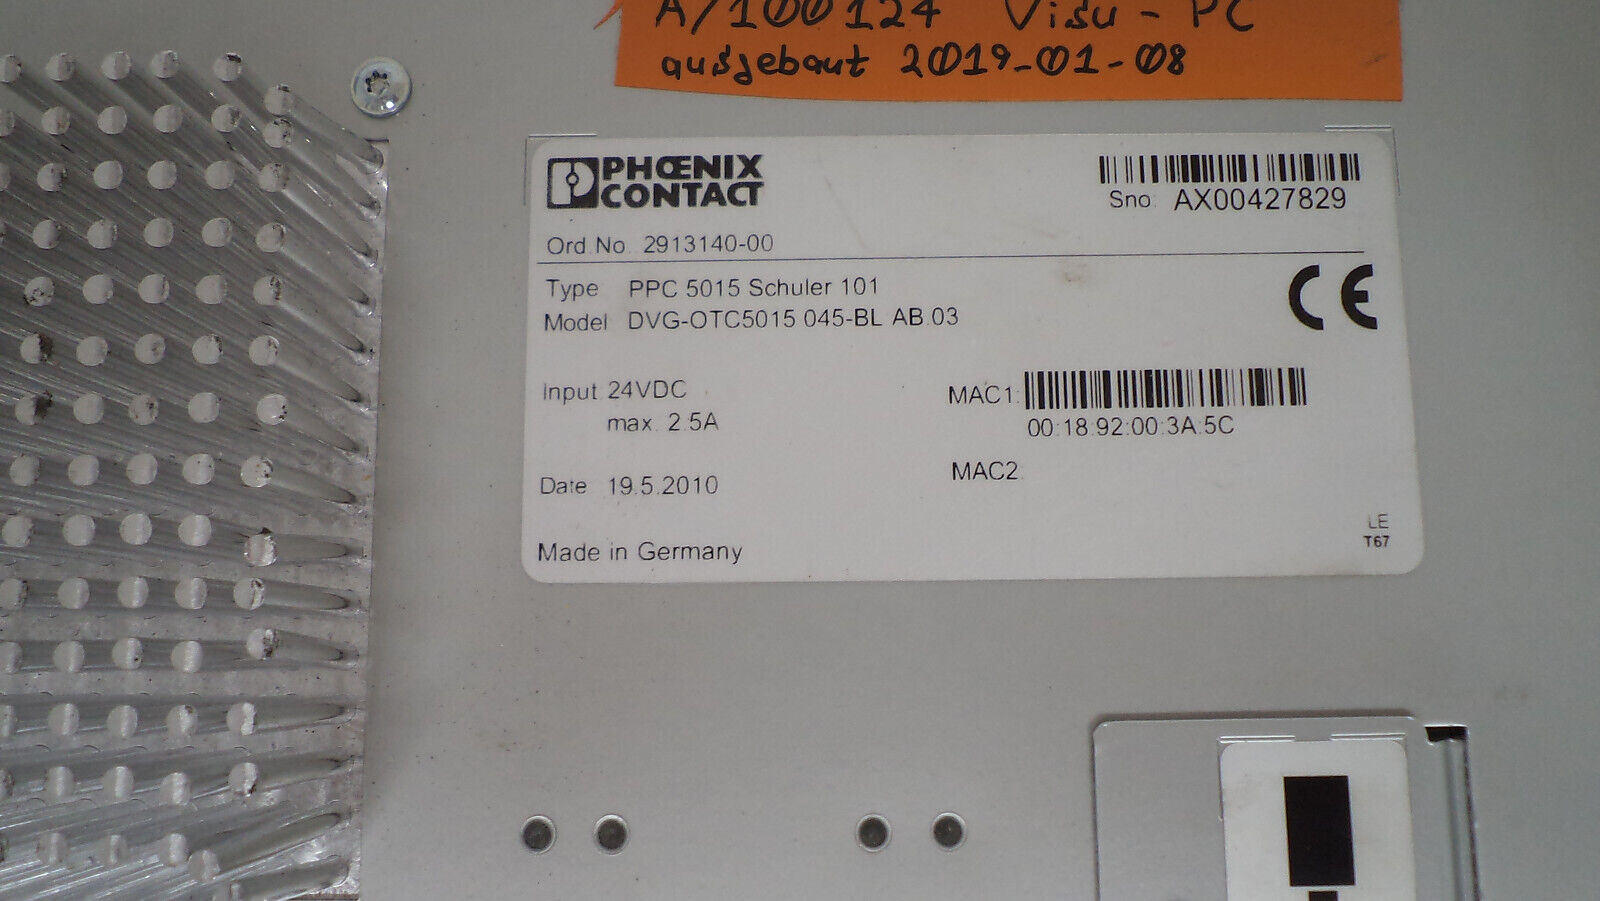 A/100124 Visu - PC
ausgebaut 2019-01-08
PHŒNIX
CONTACT
Sno: AX00427829
Ord.No. 2913140-00
Type PPC 5015 Schuler 101
Model DVG-OTC5015 045-BL AB.03
CE
Input 24VDC
max. 2.5A
MAC1:
00:18:92:00:3A:5C
Date 19.5.2010
MAC2:
LE
T67
Made in Germany